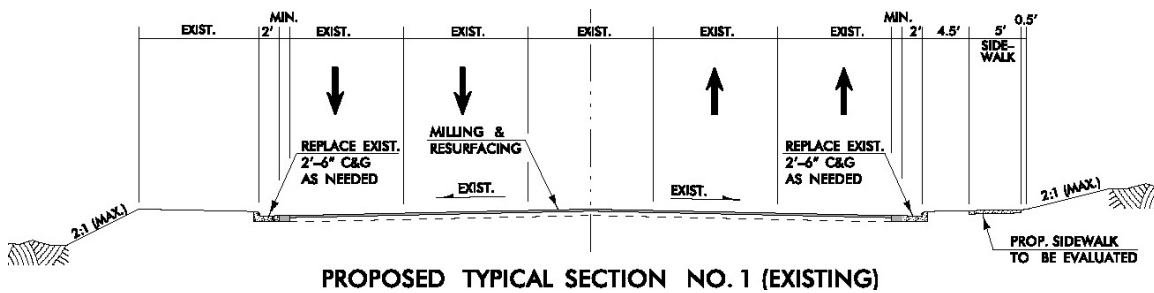 MIN. MIN. 0.5'
EXIST. 2' EXIST. EXIST. EXIST. EXIST. EXIST. 2' 4.5' 5'
SIDE-
WALK
REPLACE EXIST.
2'-6" C&G
AS NEEDED
MILLING &
RESURFACING
REPLACE EXIST.
2'-6" C&G
AS NEEDED
EXIST. EXIST.
2:1 (MAX.)
2:1 (MAX.)
PROP. SIDEWALK
TO BE EVALUATED
PROPOSED TYPICAL SECTION NO. 1 (EXISTING)